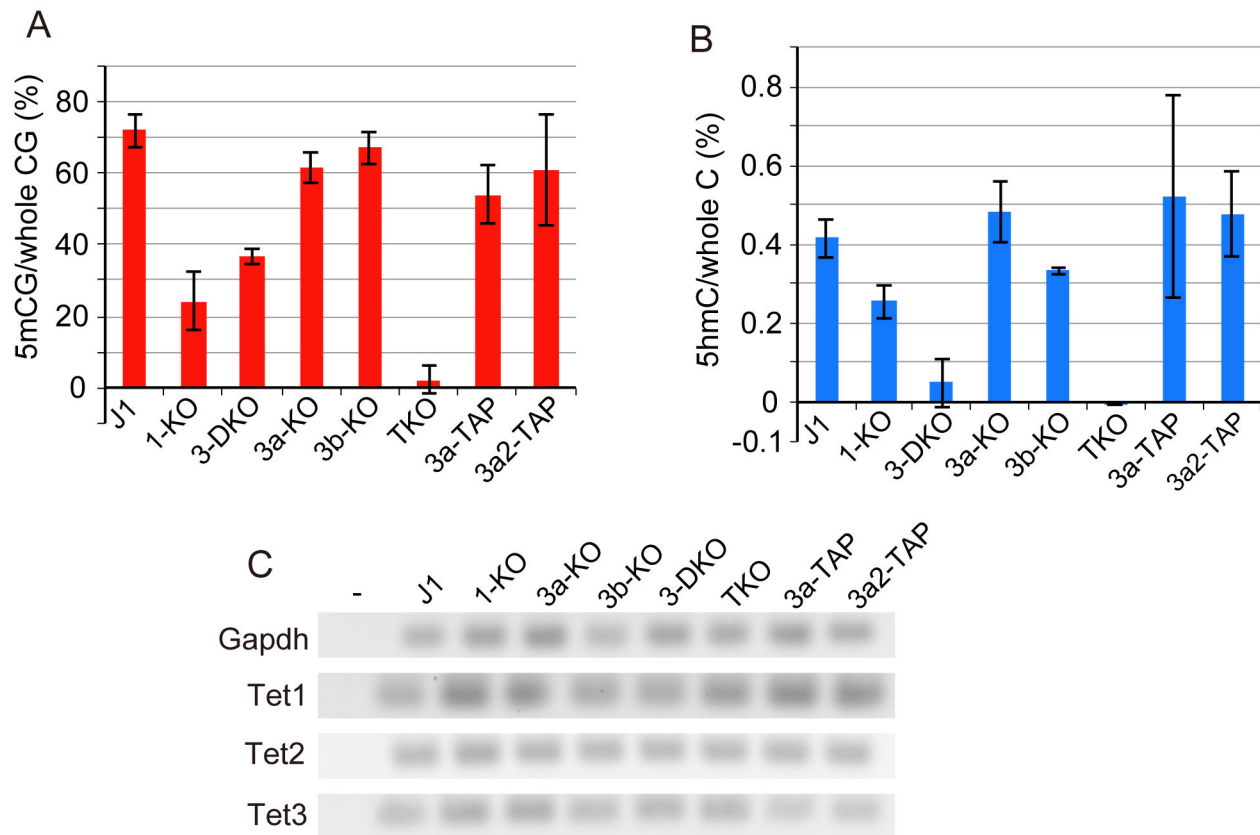 A
5mCG/whole CG (%)
80
60
40
20
0
J1
1-KO
3-DKO
3a-KO
3b-KO
TKO
3a-TAP
3a2-TAP
B
5hmC/whole C (%)
0.8
0.6
0.4
0.2
0
-0.1
J1
1-KO
3-DKO
3a-KO
3b-KO
TKO
3a-TAP
3a2-TAP
C
-
J1
1-KO
3a-KO
3b-KO
3-DKO
TKO
3a-TAP
3a2-TAP
Gapdh
Tet1
Tet2
Tet3